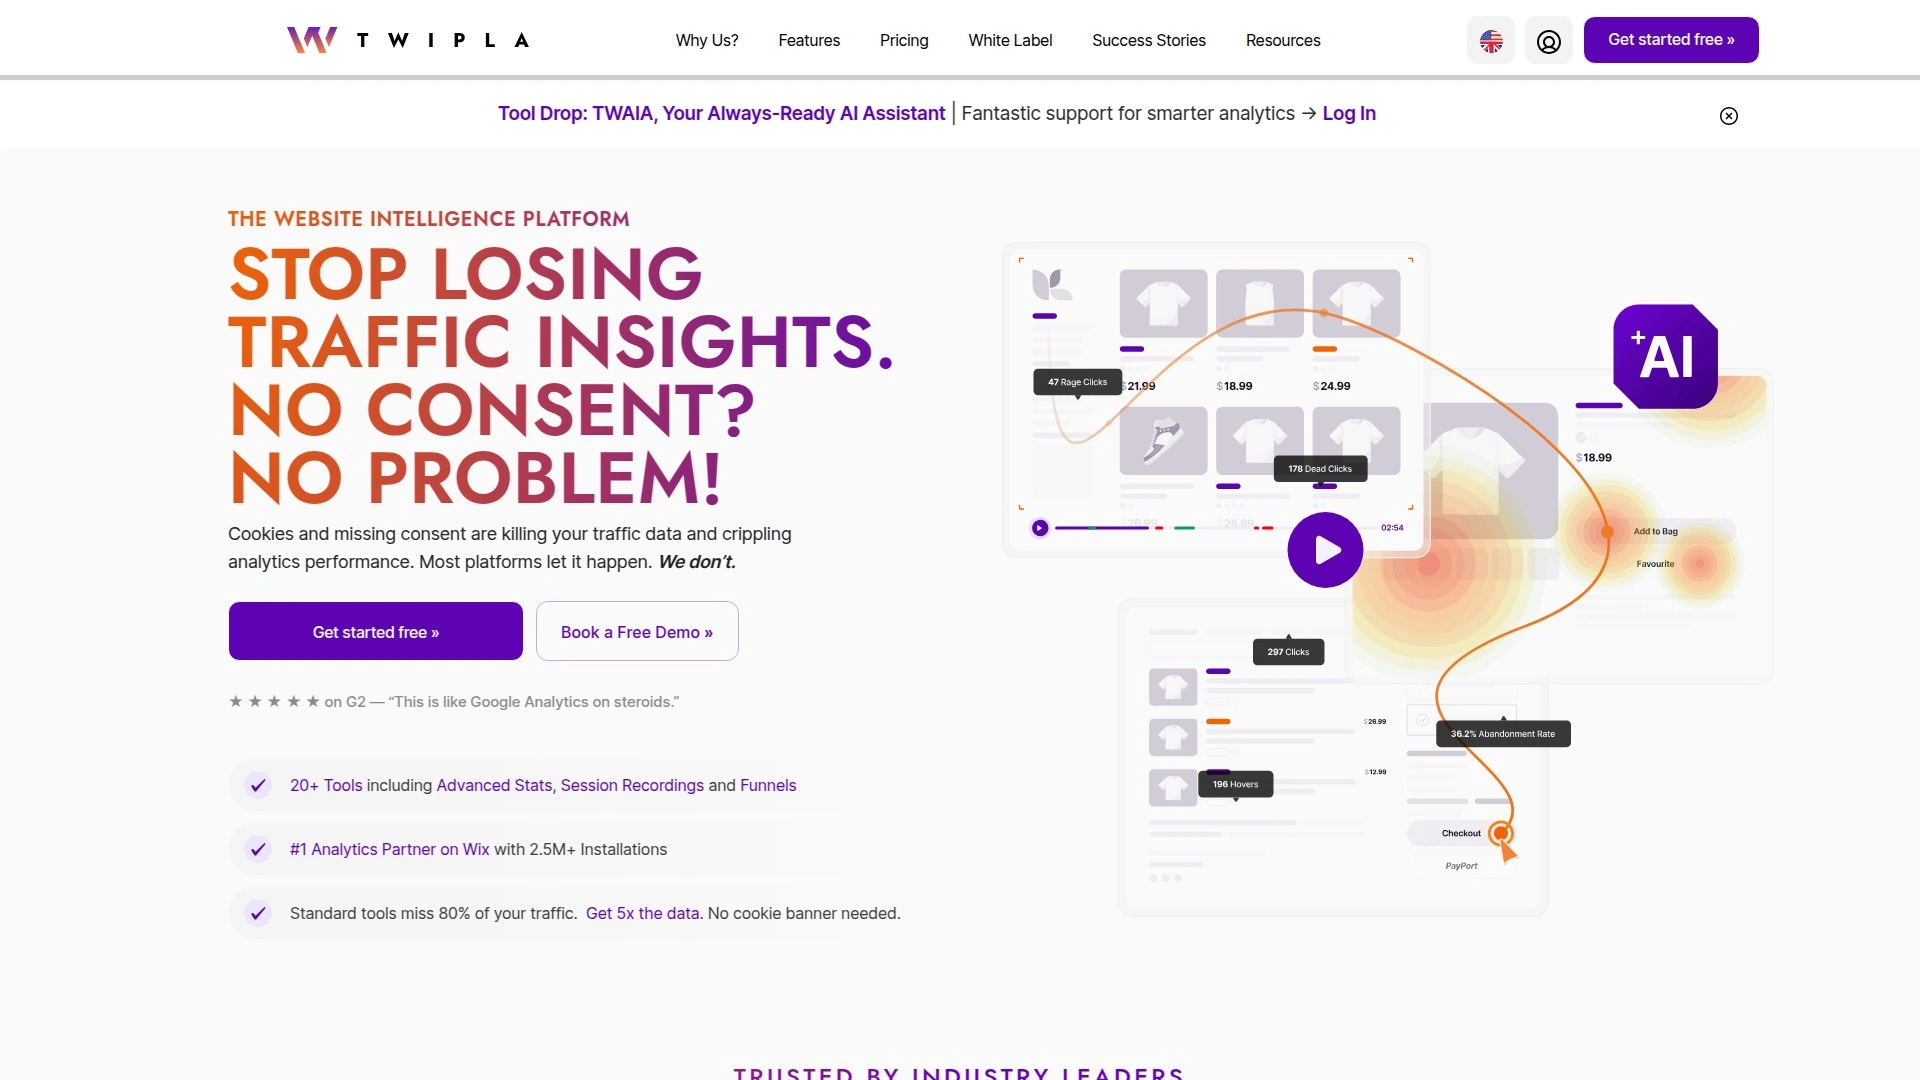 TWIPLA
Why Us?
Features
Pricing
White Label
Success Stories
Resources
Get started free »
Tool Drop: TWAIA, Your Always-Ready AI Assistant | Fantastic support for smarter analytics → Log In
THE WEBSITE INTELLIGENCE PLATFORM
STOP LOSING
TRAFFIC INSIGHTS.
NO CONSENT?
NO PROBLEM!
Cookies and missing consent are killing your traffic data and crippling
analytics performance. Most platforms let it happen. We don't.
Get started free »
Book a Free Demo »
★ ★ ★ ★ ★ on G2 — “This is like Google Analytics on steroids.”
20+ Tools including Advanced Stats, Session Recordings and Funnels
#1 Analytics Partner on Wix with 2.5M+ Installations
Standard tools miss 80% of your traffic. Get 5x the data. No cookie banner needed.
47 Rage Clicks
$21.99
$18.99
$24.99
178 Dead Clicks
$26.99
$28.99
02:54
+AI
$18.99
Add to Bag
Favourite
297 Clicks
$26.99
36.2% Abandonment Rate
$12.99
196 Hovers
Checkout
PayPort
TRUSTED BY INDUSTRY LEADERS